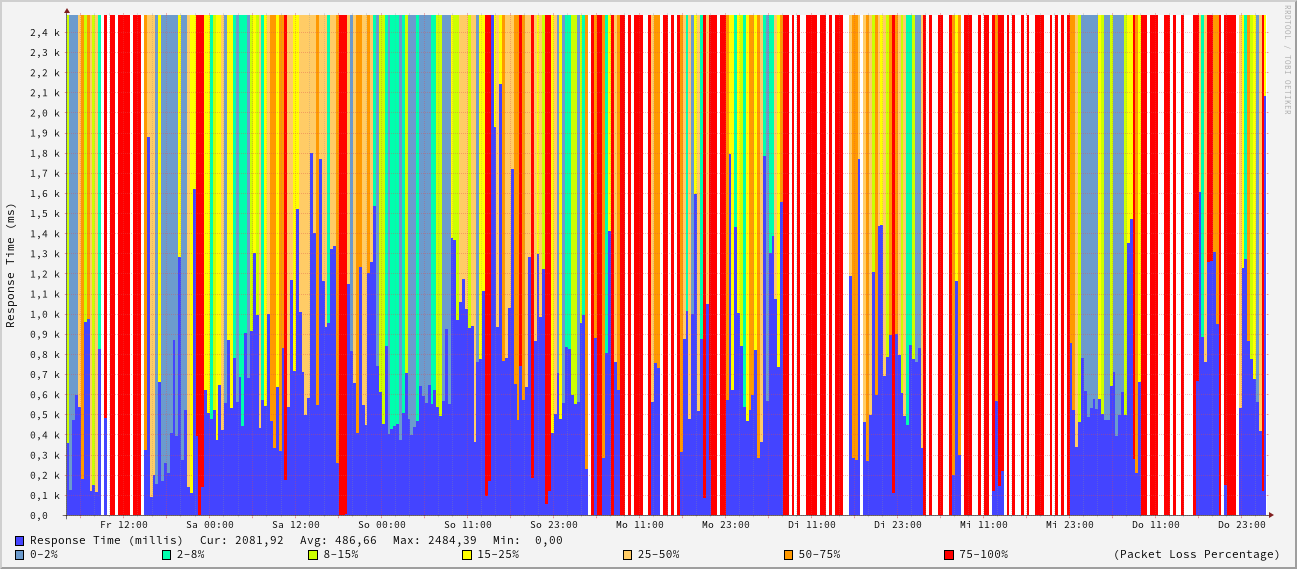 RRDTOOL / TOBI OETIKER
Response Time (ms)
2,4 k
2,3 k
2,2 k
2,1 k
2,0 k
1,9 k
1,8 k
1,7 k
1,6 k
1,5 k
1,4 k
1,3 k
1,2 k
1,1 k
1,0 k
0,9 k
0,8 k
0,7 k
0,6 k
0,5 k
0,4 k
0,3 k
0,2 k
0,1 k
0,0
Fr 12:00 Sa 00:00 Sa 12:00 So 00:00 So 11:00 So 23:00 Mo 11:00 Mo 23:00 Di 11:00 Di 23:00 Mi 11:00 Mi 23:00 Do 11:00 Do 23:00
Response Time (millis) Cur: 2081,92 Avg: 486,66 Max: 2484,39 Min: 0,00
0-2% 2-8% 8-15% 15-25% 25-50% 50-75% 75-100% (Packet Loss Percentage)